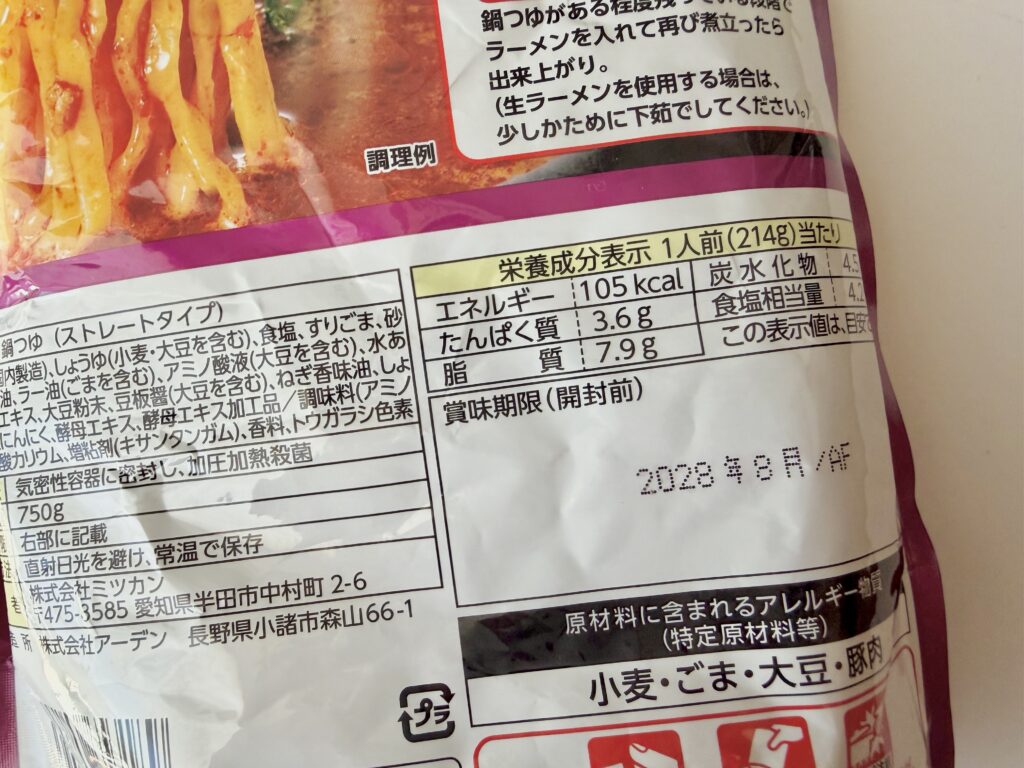 鍋つゆがある程度残っている段階で
ラーメンを入れて再び煮立ったら
出来上がり。
(生ラーメンを使用する場合は、
少しかために下茹でしてください。)
調理例
栄養成分表示 1人前(214g)当たり
エネルギー 105kcal
たんぱく質 3.6g
脂質 7.9g
炭水化物 4.5
食塩相当量 4.2
この表示値は、目安
賞味期限(開封前)
2028年8月/AF
鍋つゆ(ストレートタイプ)
内製造)、しょうゆ(小麦・大豆を含む)、食塩、すりごま、砂
油、ラー油(ごまを含む)、アミノ酸液(大豆を含む)、水あ
エキス、大豆粉末、豆板醤(大豆を含む)、ねぎ香味油、しょ
にんにく、酵母エキス、酵母エキス加工品/調味料(アミノ
酸カリウム、増粘剤(キサンタンガム)、香料、トウガラシ色素
気密性容器に密封し、加圧加熱殺菌
750g
右部に記載
直射日光を避け、常温で保存
株式会社ミツカン
〒475-8585 愛知県半田市中村町 2-6
所 株式会社アーデン 長野県小諸市森山66-1
原材料に含まれるアレルギー物質
(特定原材料等)
小麦・ごま・大豆・豚肉
プラ